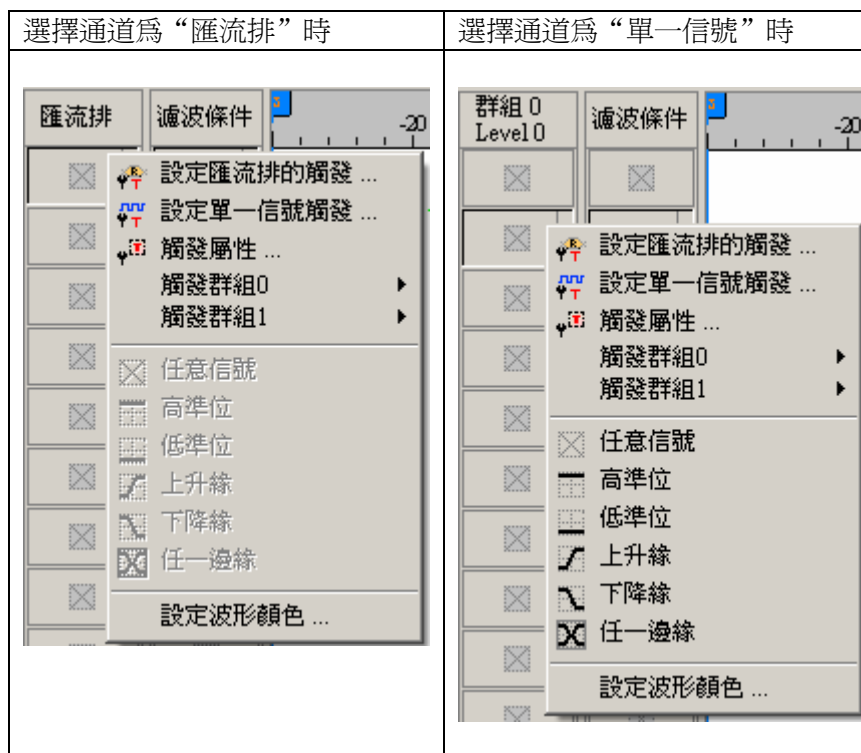 選擇通道爲“匯流排”時
選擇通道爲“單一信號”時
匯流排
濾波條件
-20
設定匯流排的觸發 ...
設定單一信號觸發 ...
觸發屬性 ...
觸發群組0
觸發群組1
任意信號
高準位
低準位
上升緣
下降緣
任一邊緣
設定波形顏色 ...
群組 0
Level 0
濾波條件
-20
設定匯流排的觸發 ...
設定單一信號觸發 ...
觸發屬性 ...
觸發群組0
觸發群組1
任意信號
高準位
低準位
上升緣
下降緣
任一邊緣
設定波形顏色 ...